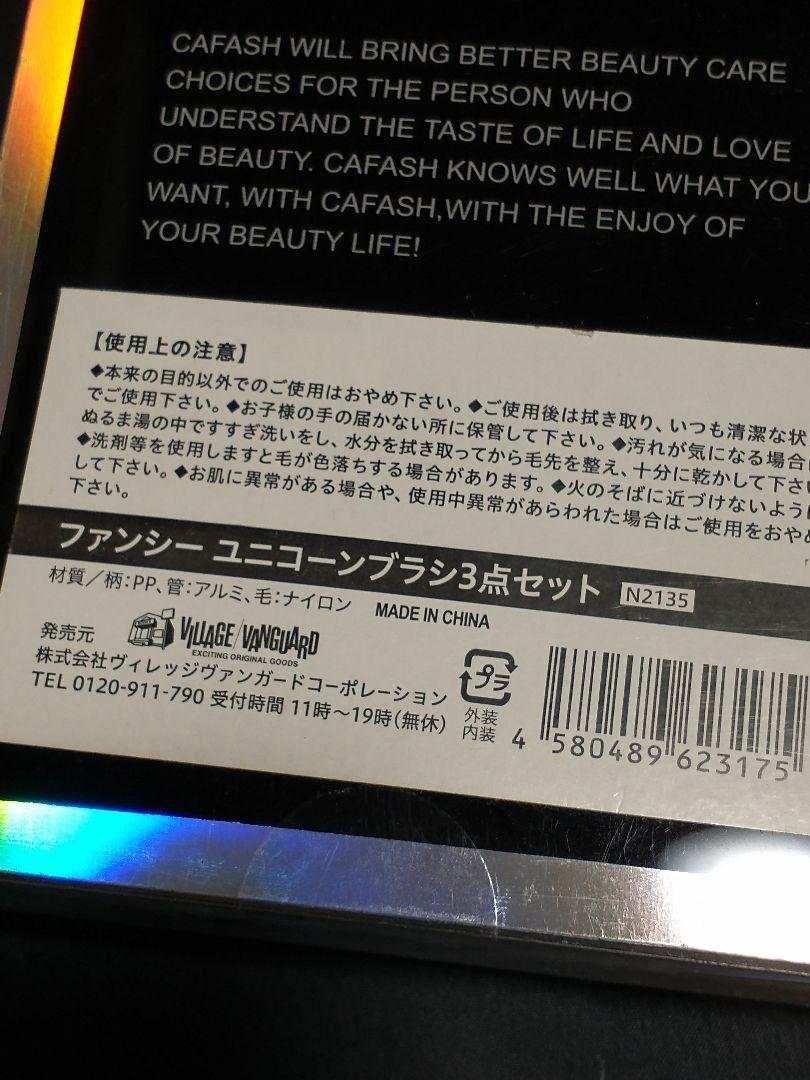 CAFASH WILL BRING BETTER BEAUTY CARE
CHOICES FOR THE PERSON WHO
UNDERSTAND THE TASTE OF LIFE AND LOVE
OF BEAUTY. CAFASH KNOWS WELL WHAT YOU
WANT, WITH CAFASH,WITH THE ENJOY OF
YOUR BEAUTY LIFE!
【使用上の注意】
◆本来の目的以外でのご使用はおやめ下さい。◆ご使用後は拭き取り、いつも清潔な状
でご使用下さい。◆お子様の手の届かない所に保管して下さい。◆汚れが気になる場合は
ぬるま湯の中ですすぎ洗いをし、水分を拭き取ってから毛先を整え、十分に乾かして下さい
◆洗剤等を使用しますと毛が色落ちする場合があります。◆火のそばに近づけないように
して下さい。◆お肌に異常がある場合や、使用中異常があらわれた場合はご使用をおやめ
下さい。
ファンシー ユニコーンブラシ3点セット N2135
材質／柄：PP、管：アルミ、毛：ナイロン MADE IN CHINA
発売元 VILLAGE/VANGUARD
EXCITING ORIGINAL GOODS
株式会社ヴィレッジヴァンガードコーポレーション
TEL 0120-911-790 受付時間 11時～19時(無休)
プラ
外装
内装
4 580489 623175